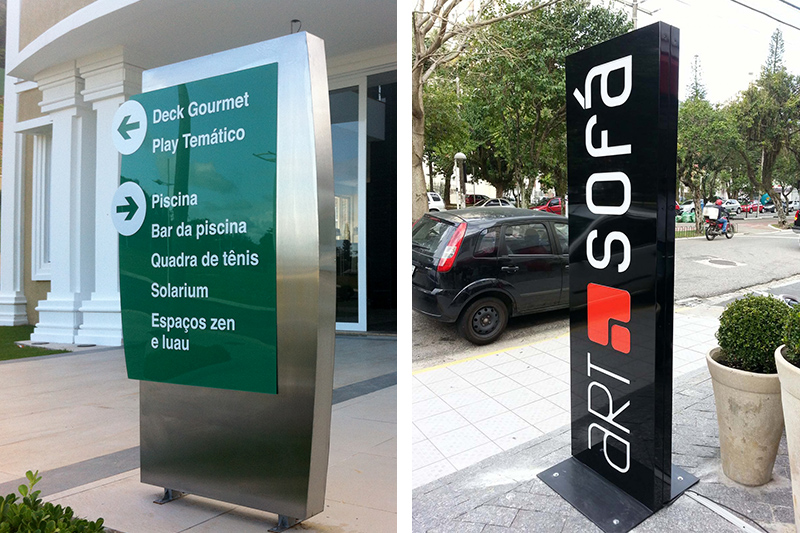 Deck Gourmet
Play Temático
Piscina
Bar da piscina
Quadra de tênis
Solarium
Espaços zen
e luau
aRT sofá